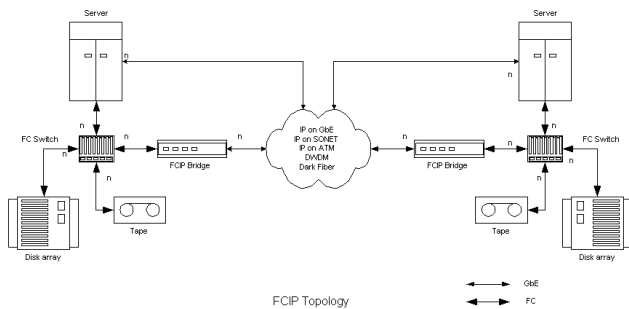 Server
Server
n
n
n
n
FC Switch
FC Switch
n
n
n
n
n
n
n
n
IP on GbE
IP on SONET
IP on ATM
DWDM
Dark Fiber
FCIP Bridge
FCIP Bridge
n
n
Tape
Tape
Disk array
Disk array
FCIP Topology
GbE
FC